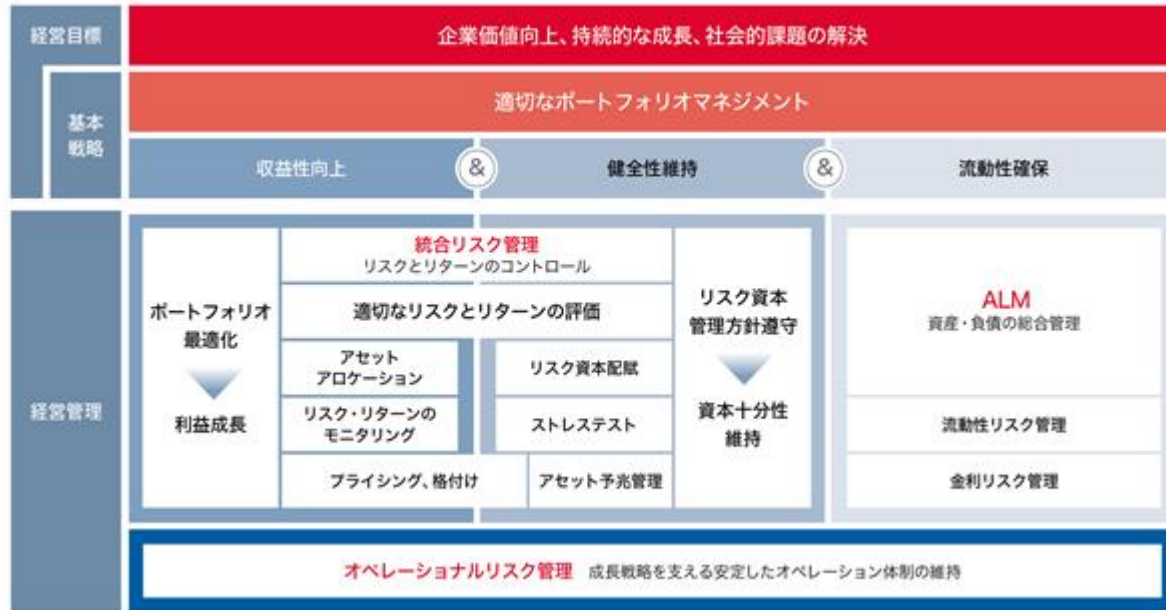 経営目標
企業価値向上、持続的な成長、社会的課題の解決
基本
戦略
適切なポートフォリオマネジメント
収益性向上
&
健全性維持
&
流動性確保
経営管理
ポートフォリオ
最適化
利益成長
統合リスク管理
リスクとリターンのコントロール
適切なリスクとリターンの評価
アセット
アロケーション
リスク資本配賦
リスク・リターンの
モニタリング
ストレステスト
プライシング、格付け
アセット予兆管理
リスク資本
管理方針遵守
資本十分性
維持
ALM
資産・負債の総合管理
流動性リスク管理
金利リスク管理
オペレーショナルリスク管理 成長戦略を支える安定したオペレーション体制の維持